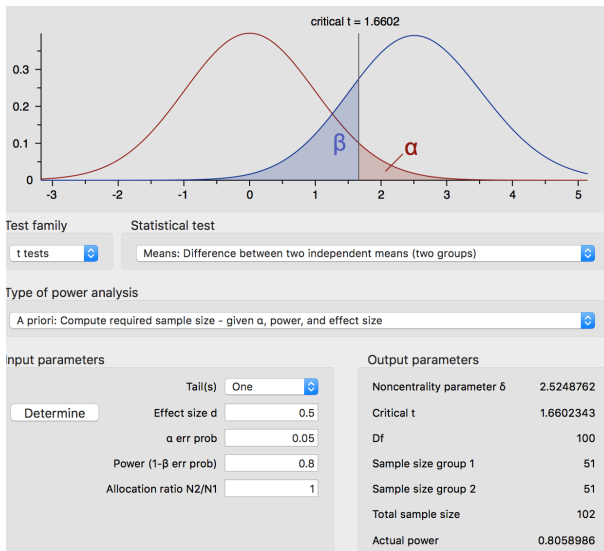 critical t = 1.6602
0.3
0.2
0.1
0
β
α
-3 -2 -1 0 1 2 3 4 5
Test family Statistical test
t tests Means: Difference between two independent means (two groups)
Type of power analysis
A priori: Compute required sample size - given α, power, and effect size
Input parameters Output parameters
Tail(s) One Noncentrality parameter δ 2.5248762
Determine Effect size d 0.5 Critical t 1.6602343
α err prob 0.05 Df 100
Power (1-β err prob) 0.8 Sample size group 1 51
Allocation ratio N2/N1 1 Sample size group 2 51
Total sample size 102
Actual power 0.8058986